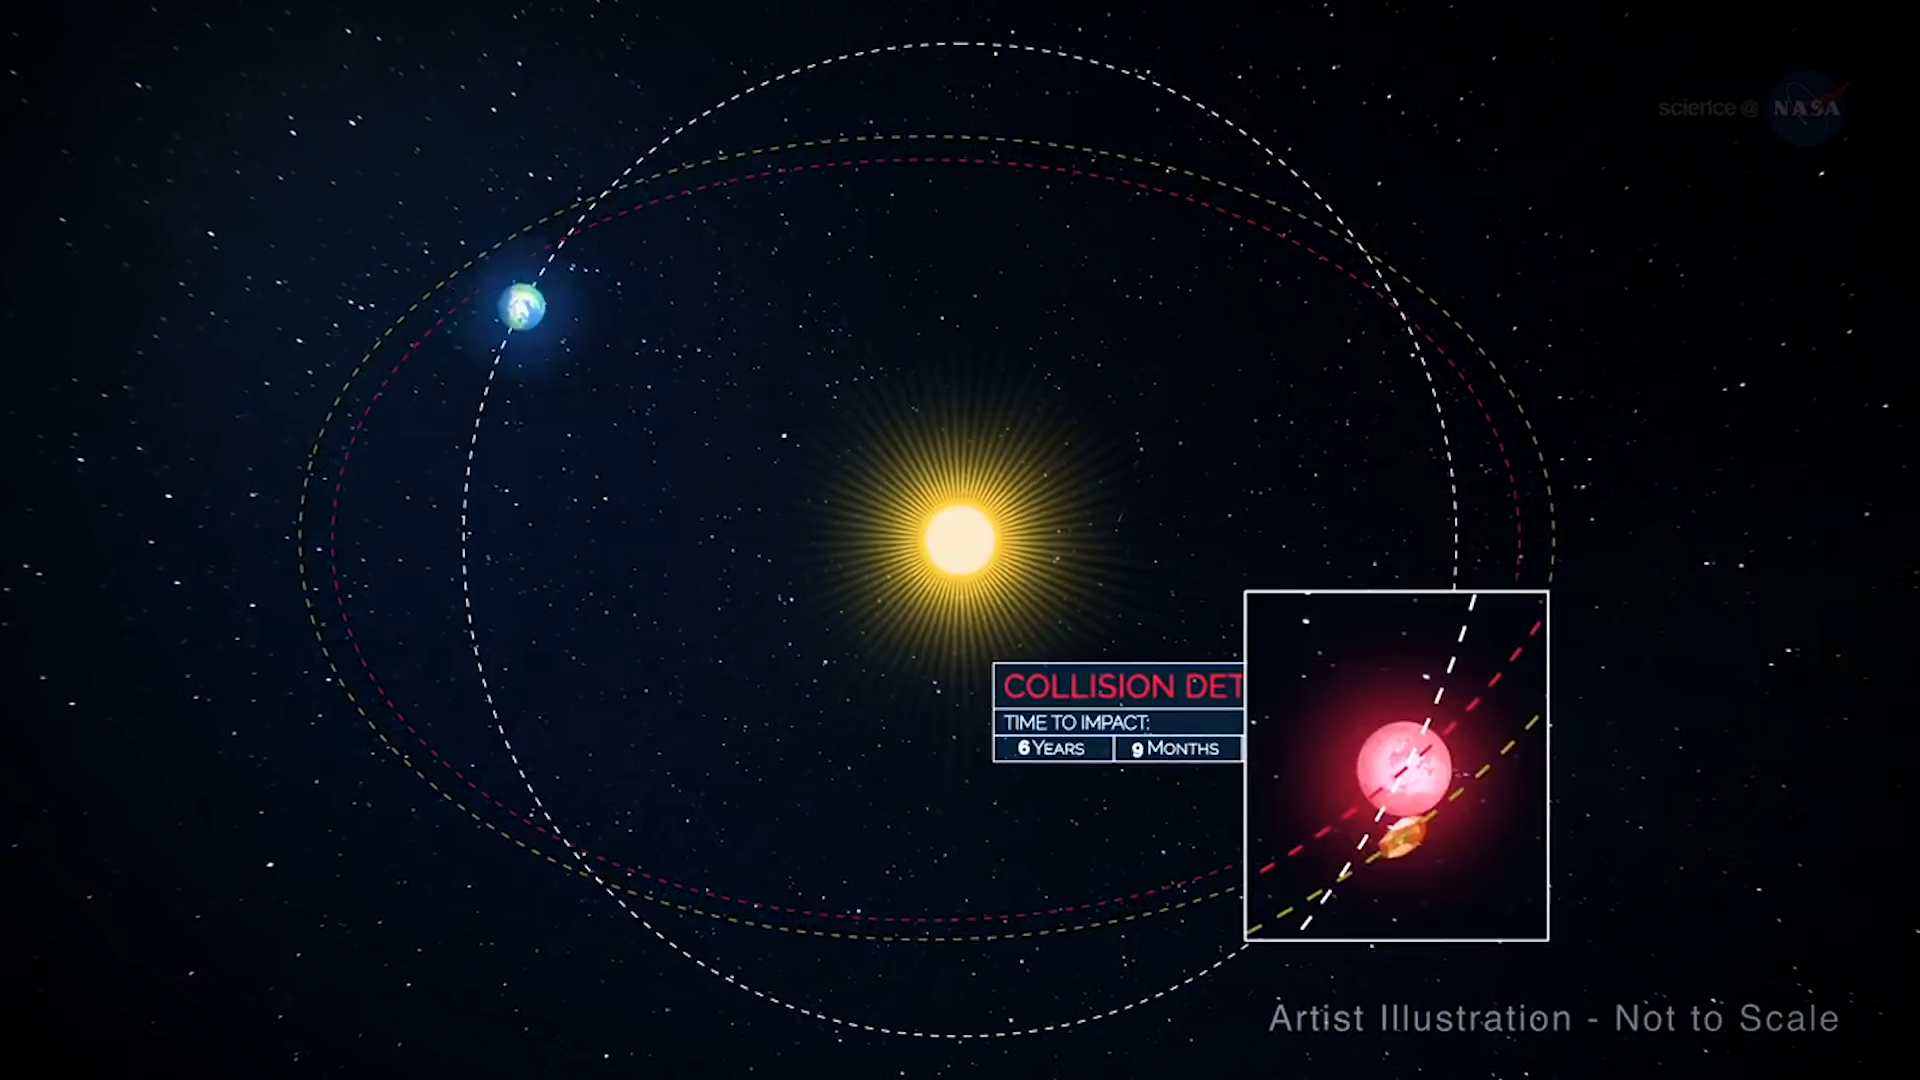 science@ NASA
COLLISION DET
TIME TO IMPACT:
6 YEARS 9 MONTHS
Artist Illustration - Not to Scale